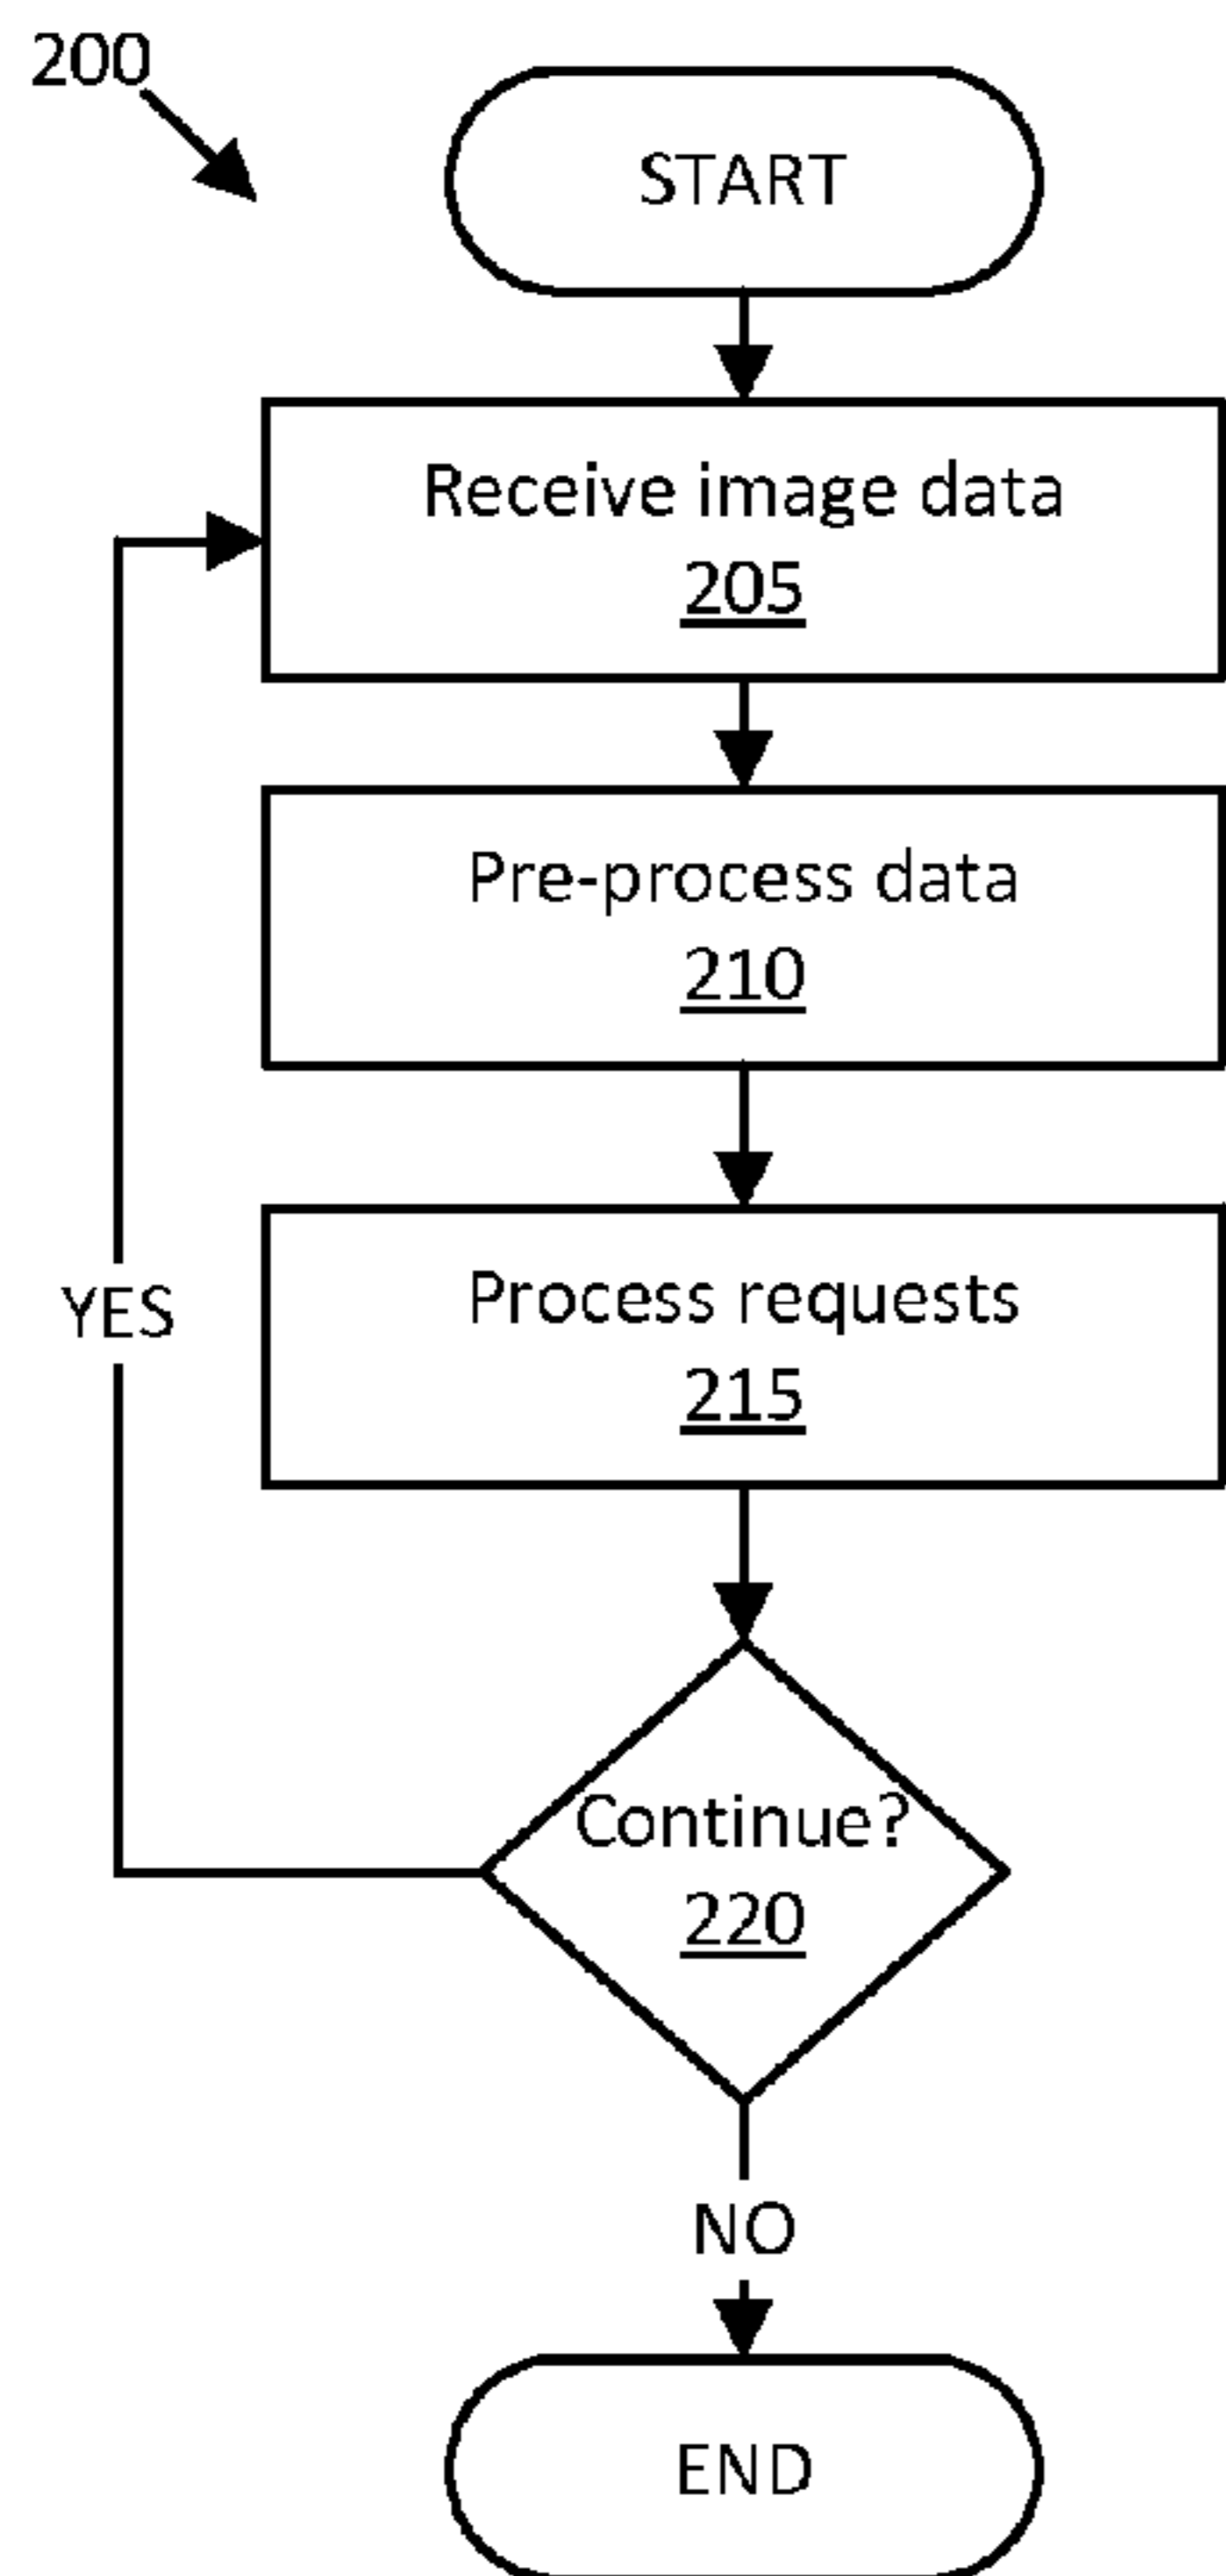 200
START
Receive image data
205
Pre-process data
210
Process requests
215
YES
Continue?
220
NO
END